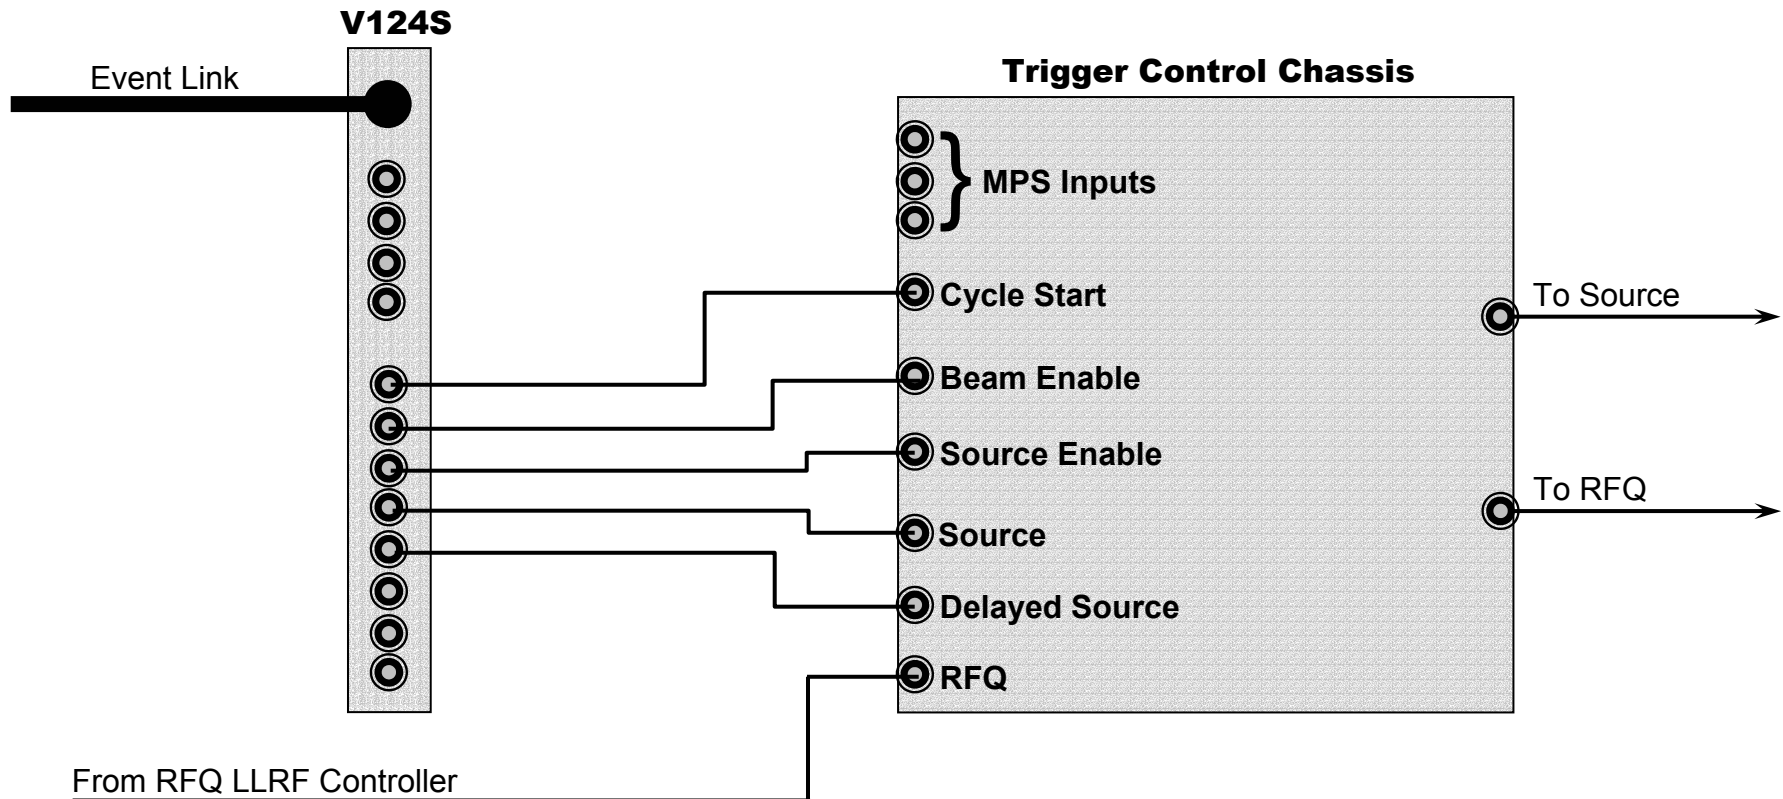 V124S
Event Link
Trigger Control Chassis
MPS Inputs
Cycle Start
To Source
Beam Enable
Source Enable
To RFQ
Source
Delayed Source
RFQ
From RFQ LLRF Controller